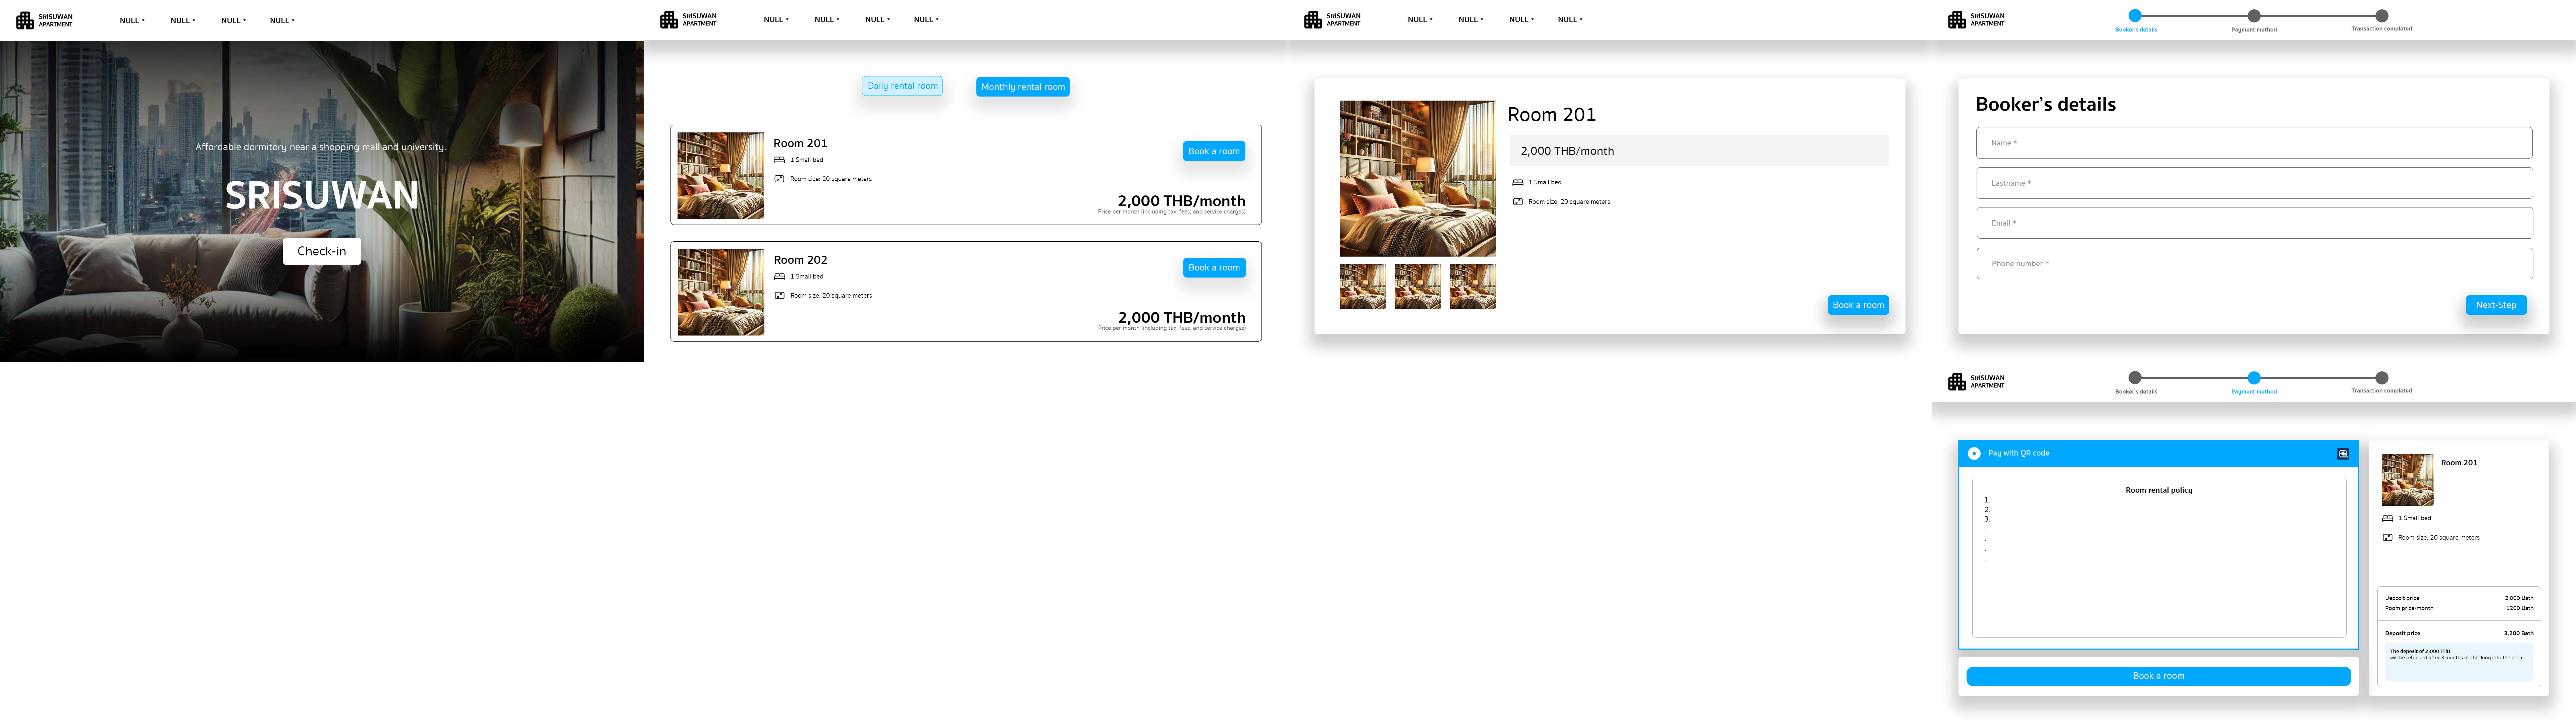 SRISUWAN
APARTMENT
NULL
NULL
NULL
NULL
Affordable dormitory near a shopping mall and university.
SRISUWAN
Check-in
SRISUWAN
APARTMENT
NULL
NULL
NULL
NULL
Daily rental room
Monthly rental room
Room 201
1 Small bed
Room size: 20 square meters
Book a room
2,000 THB/month
Price per month (including tax, fees, and service charges)
Room 202
1 Small bed
Room size: 20 square meters
Book a room
2,000 THB/month
Price per month (including tax, fees, and service charges)
SRISUWAN
APARTMENT
NULL
NULL
NULL
NULL
Room 201
2,000 THB/month
1 Small bed
Room size: 20 square meters
Book a room
SRISUWAN
APARTMENT
Booker's details
Payment method
Transaction completed
Booker's details
Name *
Lastname *
Email *
Phone number *
Next-Step
SRISUWAN
APARTMENT
Booker's details
Payment method
Transaction completed
Pay with QR code
Room rental policy
1.
2.
3.
.
.
.
.
Book a room
Room 201
1 Small bed
Room size: 20 square meters
Deposit price 2,000 Bath
Room price/month 1200 Bath
Deposit price 3,200 Bath
The deposit of 2,000 THB
will be refunded after 3 months of checking into the room.